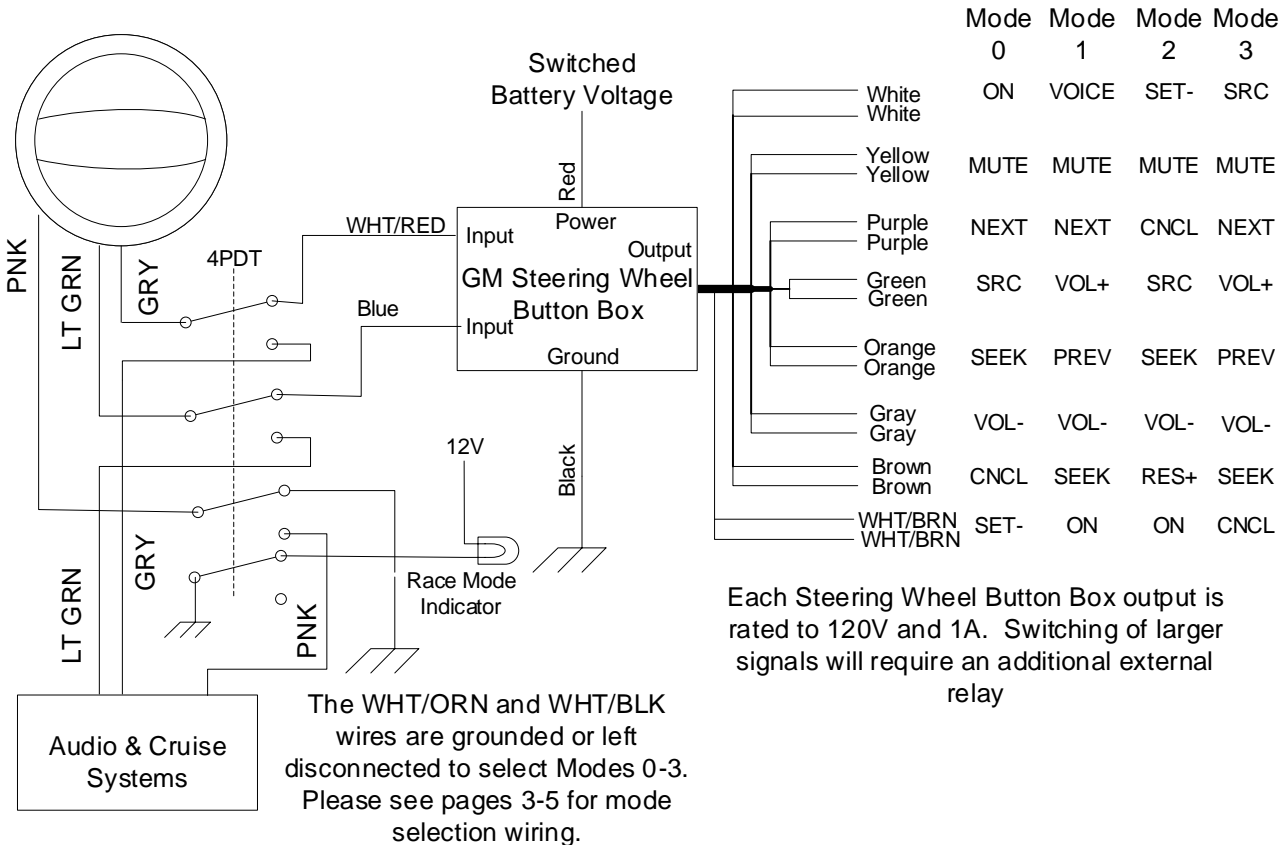 Mode Mode Mode Mode
0 1 2 3
Switched
Battery Voltage
White ON VOICE SET- SRC
White
Yellow
Yellow MUTE MUTE MUTE MUTE
Red
Power
WHT/RED
Input
Output
Purple NEXT NEXT CNCL NEXT
Purple
PNK
LT GRN
GRY
4PDT
GM Steering Wheel
Button Box
Green SRC VOL+ SRC VOL+
Green
Blue
Input
Ground
Orange SEEK PREV SEEK PREV
Orange
Gray VOL- VOL- VOL- VOL-
Gray
12V
Black
Brown CNCL SEEK RES+ SEEK
Brown
WHT/BRN SET- ON ON CNCL
WHT/BRN
LT GRN
GRY
Race Mode
Indicator
PNK
Each Steering Wheel Button Box output is
rated to 120V and 1A. Switching of larger
signals will require an additional external
relay
The WHT/ORN and WHT/BLK
wires are grounded or left
disconnected to select Modes 0-3.
Please see pages 3-5 for mode
selection wiring.
Audio & Cruise
Systems